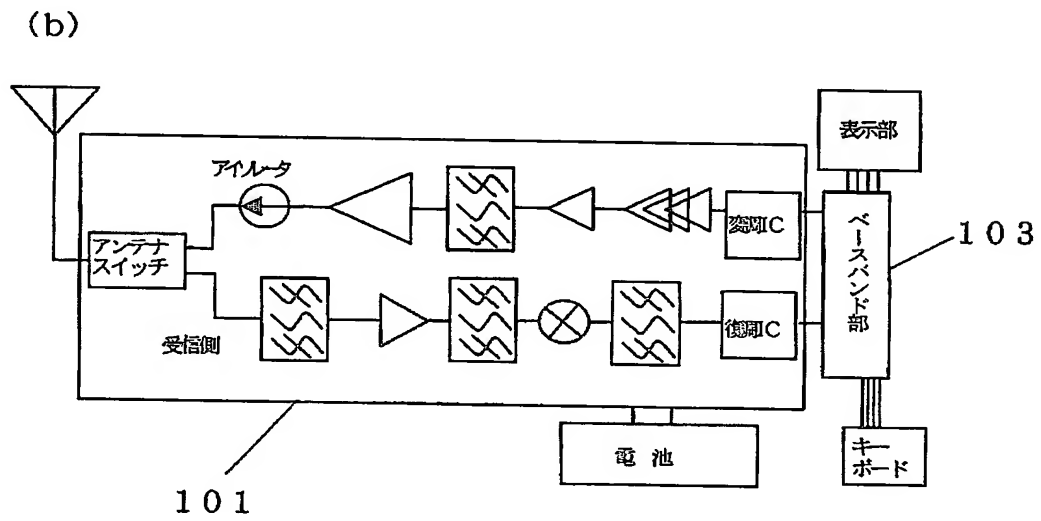 (b)
表示部
アイソレータ
変調IC
アンテナ
スイッチ
ベースバンド部
103
受信側
復調IC
電池
キー
ボード
101